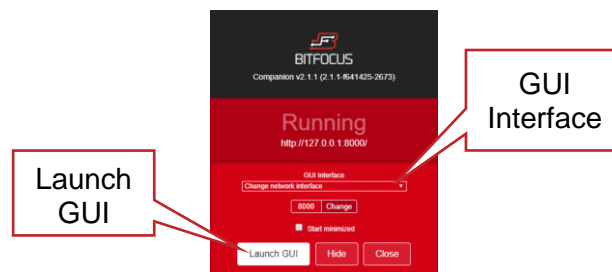 BITFOCUS
Companion v2.1.1 (2.1.1-f641425-2673)
Running
http://127.0.0.1:8000/
GUI Interface
Change network interface
8000 Change
Start minimized
Launch GUI Hide Close
GUI
Interface
Launch
GUI